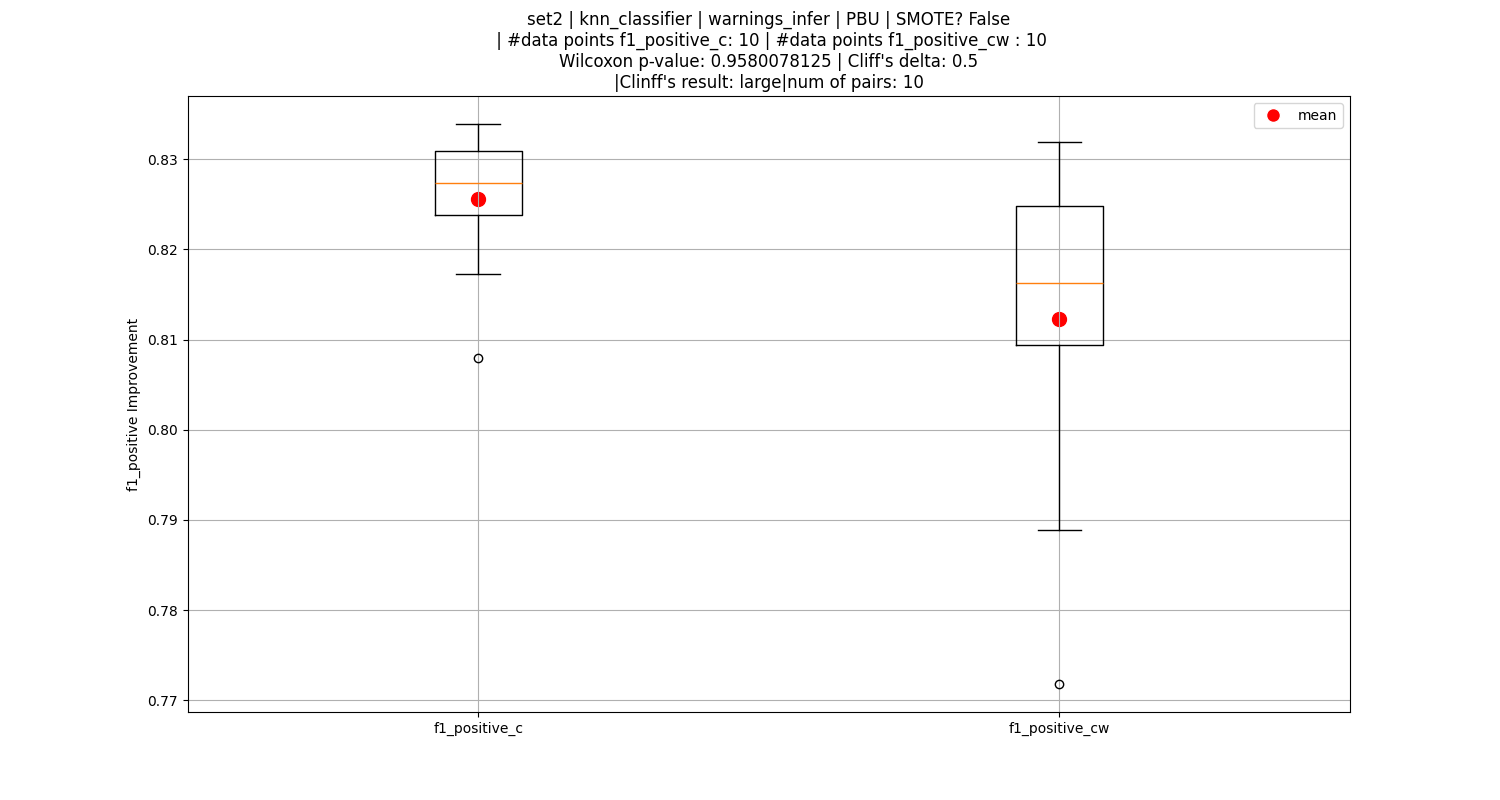 set2 | knn_classifier | warnings_infer | PBU | SMOTE? False
| #data points f1_positive_c: 10 | #data points f1_positive_cw : 10
Wilcoxon p-value: 0.9580078125 | Cliff's delta: 0.5
|Clinff's result: large|num of pairs: 10
mean
0.83
0.82
0.81
0.80
0.79
0.78
0.77
f1_positive Improvement
f1_positive_c
f1_positive_cw